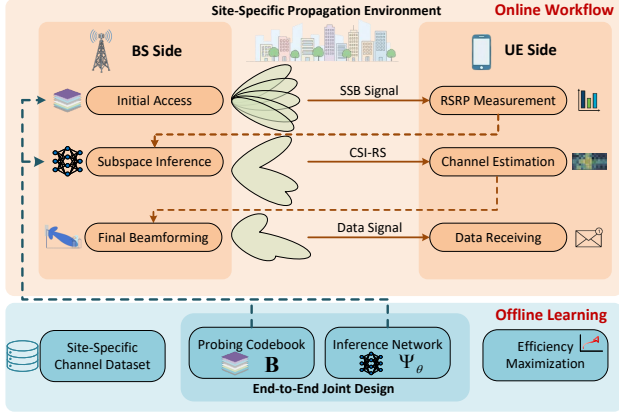 Site-Specific Propagation Environment
Online Workflow
BS Side
UE Side
Initial Access
SSB Signal
RSRP Measurement
Subspace Inference
CSI-RS
Channel Estimation
Final Beamforming
Data Signal
Data Receiving
Offline Learning
Site-Specific
Channel Dataset
Probing Codebook
B
Inference Network
Ψθ
End-to-End Joint Design
Efficiency
Maximization